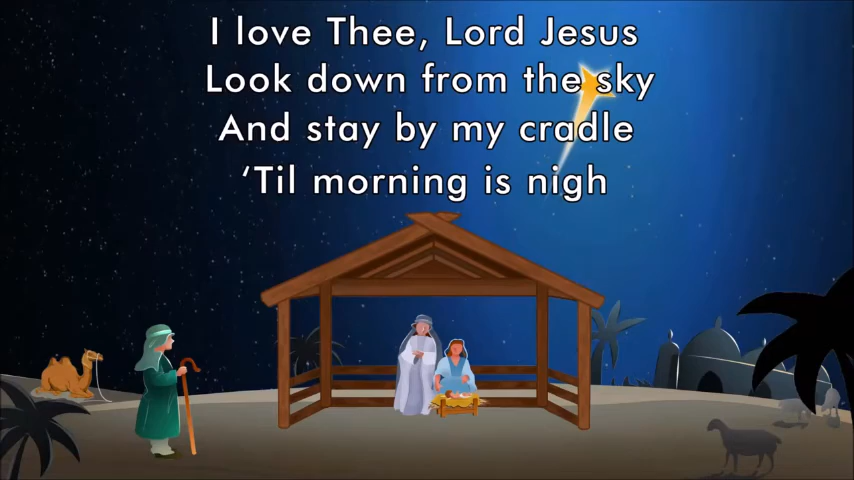 I love Thee, Lord Jesus
Look down from the sky
And stay by my cradle
‘Til morning is nigh